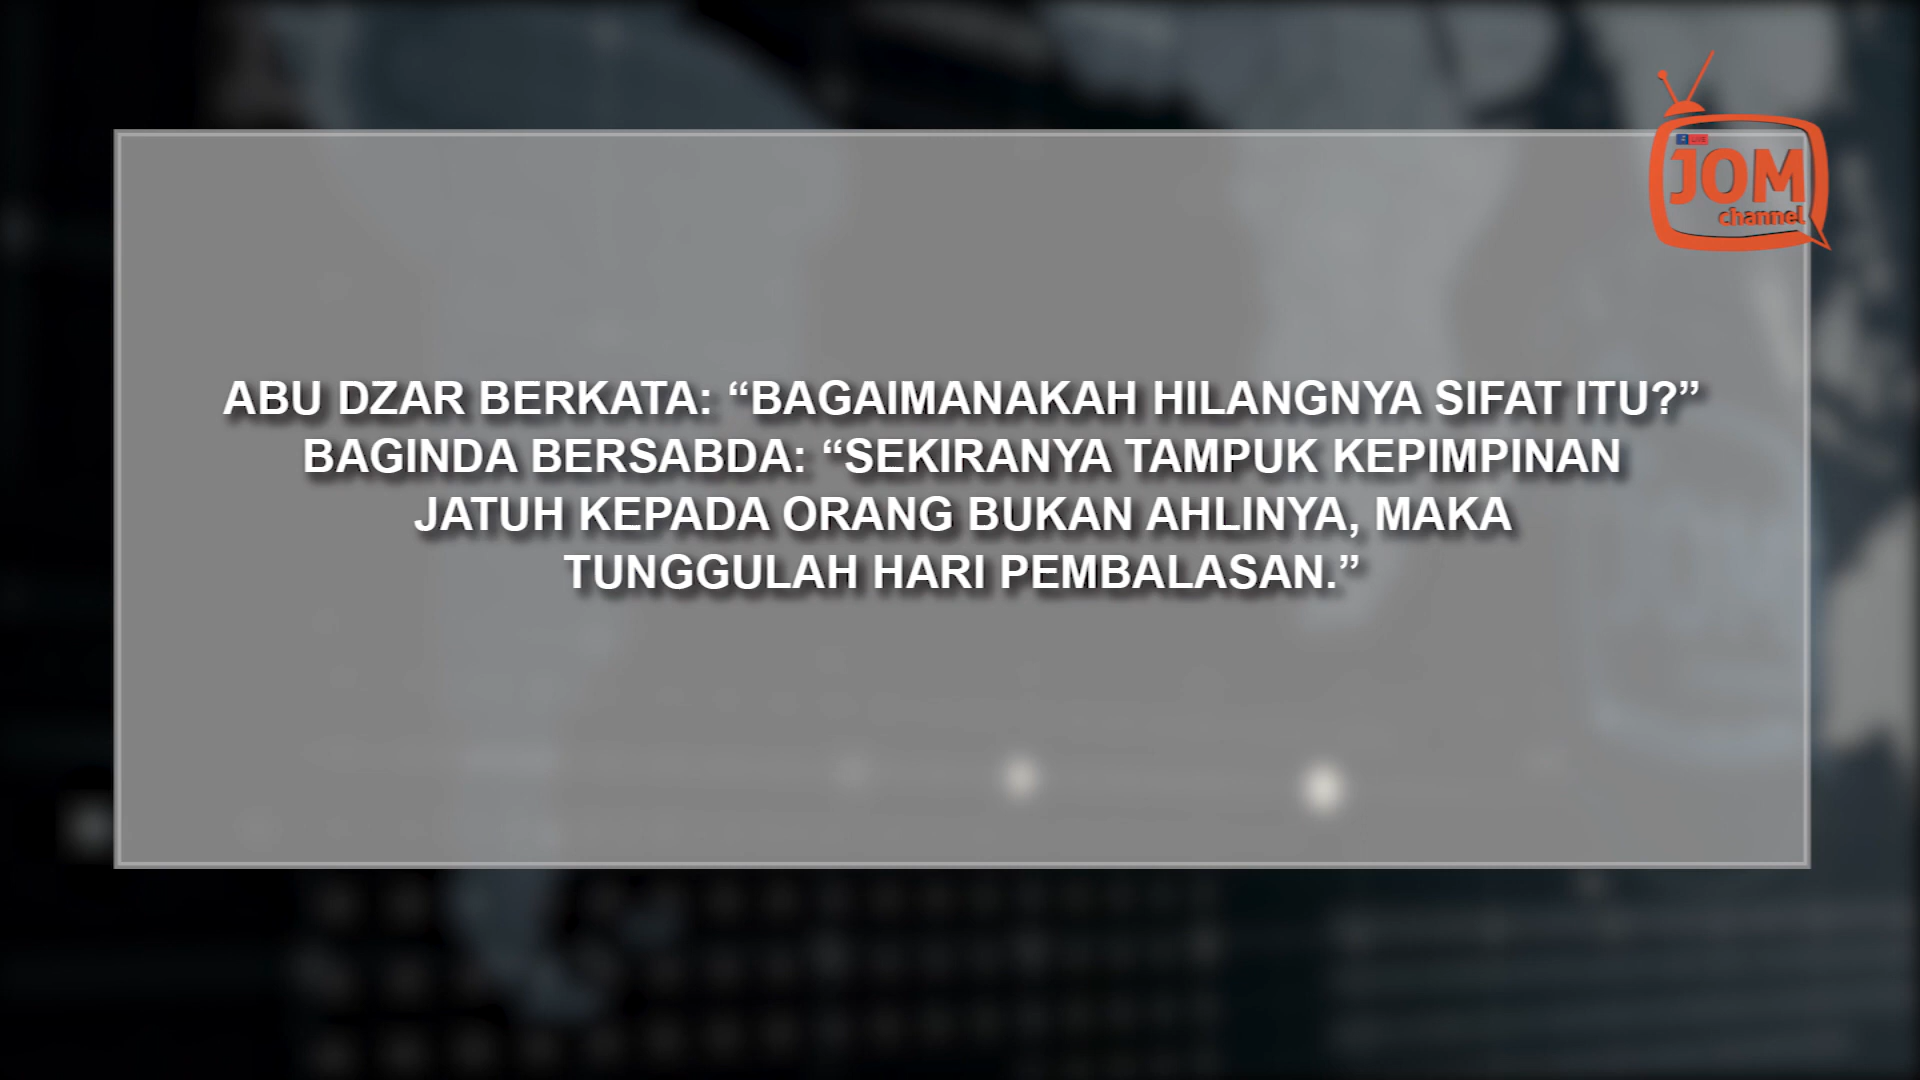 JOM
channel
ABU DZAR BERKATA: “BAGAIMANAKAH HILANGNYA SIFAT ITU?”
BAGINDA BERSABDA: “SEKIRANYA TAMPUK KEPIMPINAN
JATUH KEPADA ORANG BUKAN AHLINYA, MAKA
TUNGGULAH HARI PEMBALASAN.”